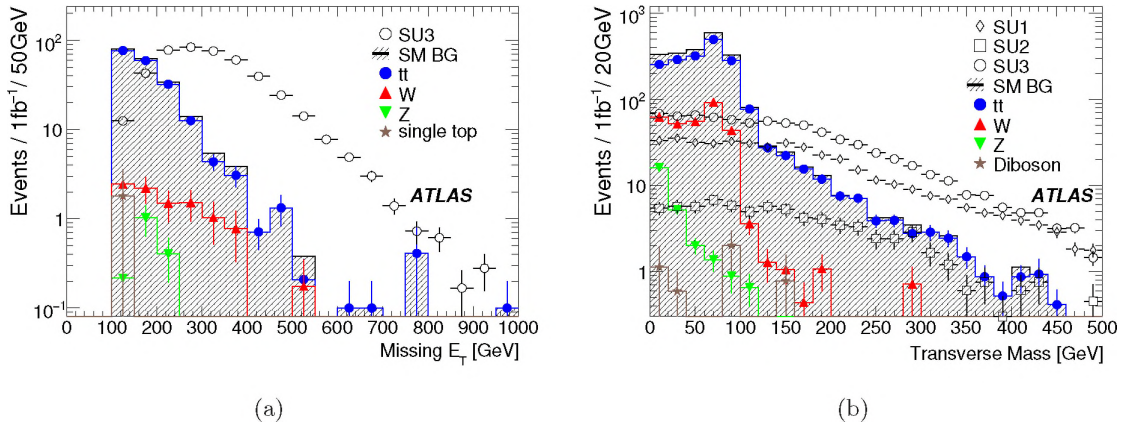 Events / 1fb⁻¹ / 50GeV
10²
10
1
10⁻¹
SU3
SM BG
tt
W
Z
single top
ATLAS
0 100 200 300 400 500 600 700 800 900 1000
Missing E_T [GeV]
(a)
Events / 1fb⁻¹ / 20GeV
10³
10²
10
1
SU1
SU2
SU3
SM BG
tt
W
Z
Diboson
ATLAS
0 50 100 150 200 250 300 350 400 450 500
Transverse Mass [GeV]
(b)